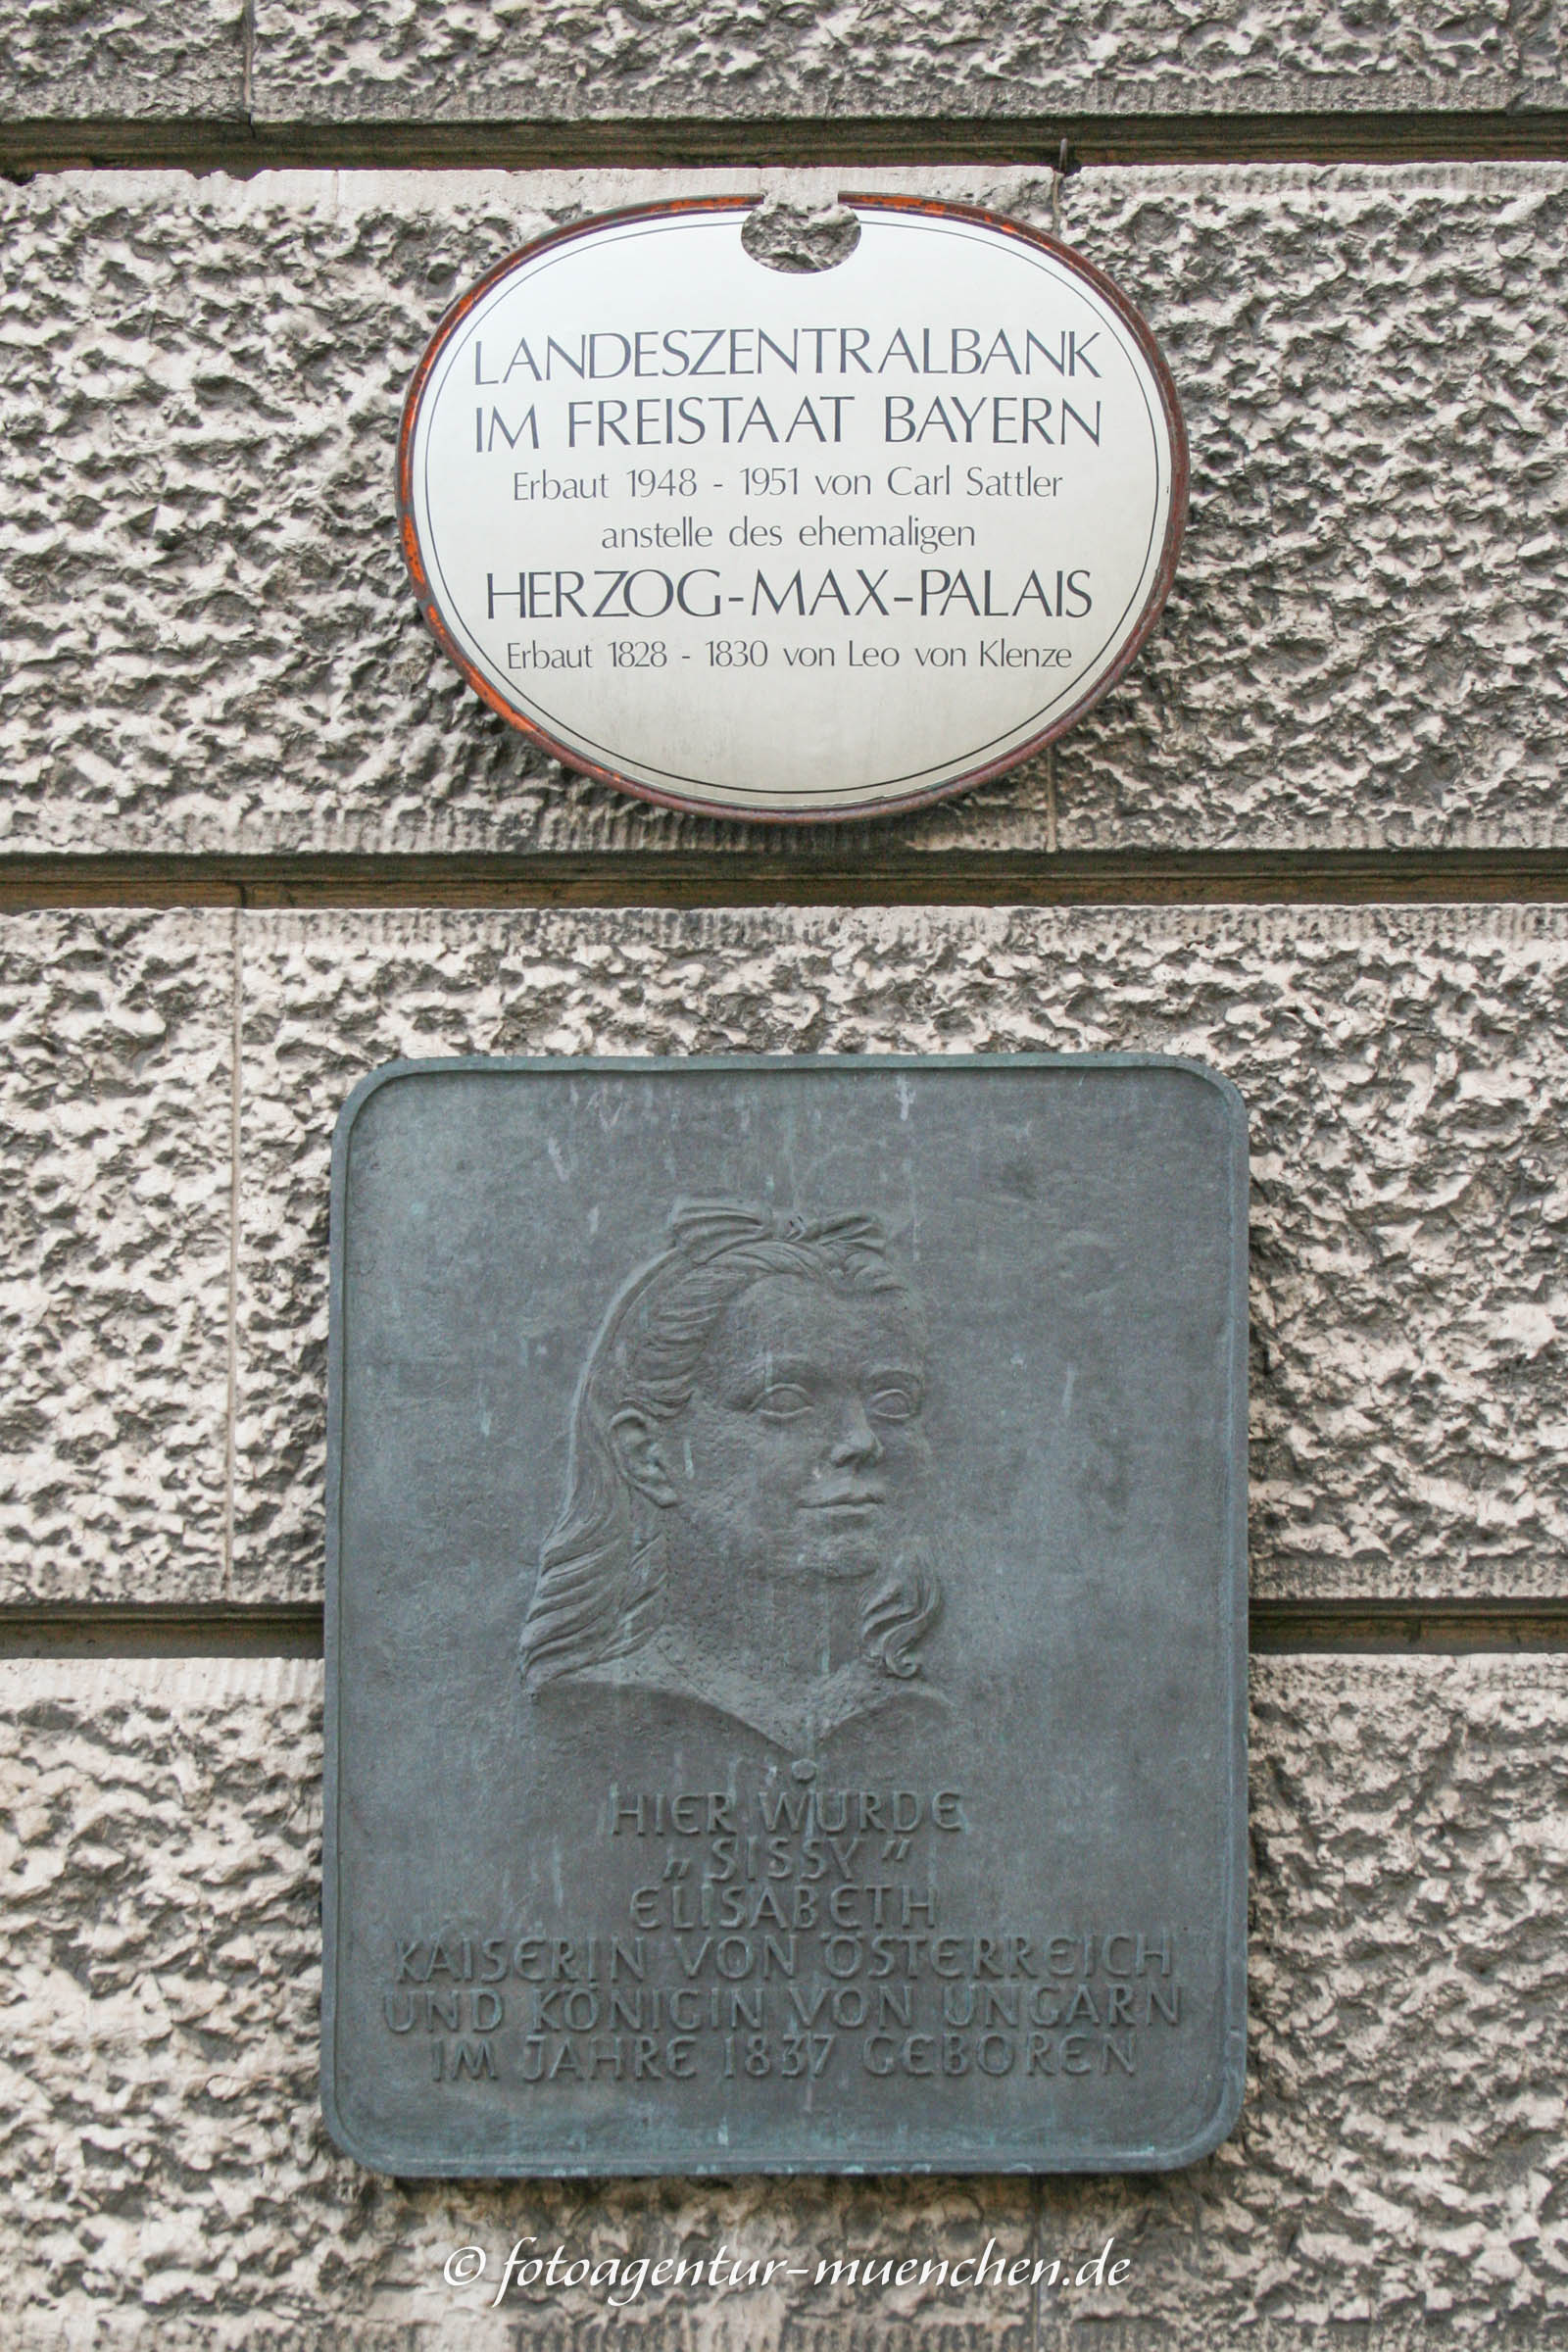 LANDESZENTRALBANK
IM FREISTAAT BAYERN
Erbaut 1948 - 1951 von Carl Sattler
anstelle des ehemaligen
HERZOG-MAX-PALAIS
Erbaut 1828 - 1830 von Leo von Klenze
HIER WURDE
„SISSY”
ELISABETH
KAISERIN VON ÖSTERREICH
UND KÖNIGIN VON UNGARN
IM JAHRE 1837 GEBOREN
© fotoagentur-muenchen.de